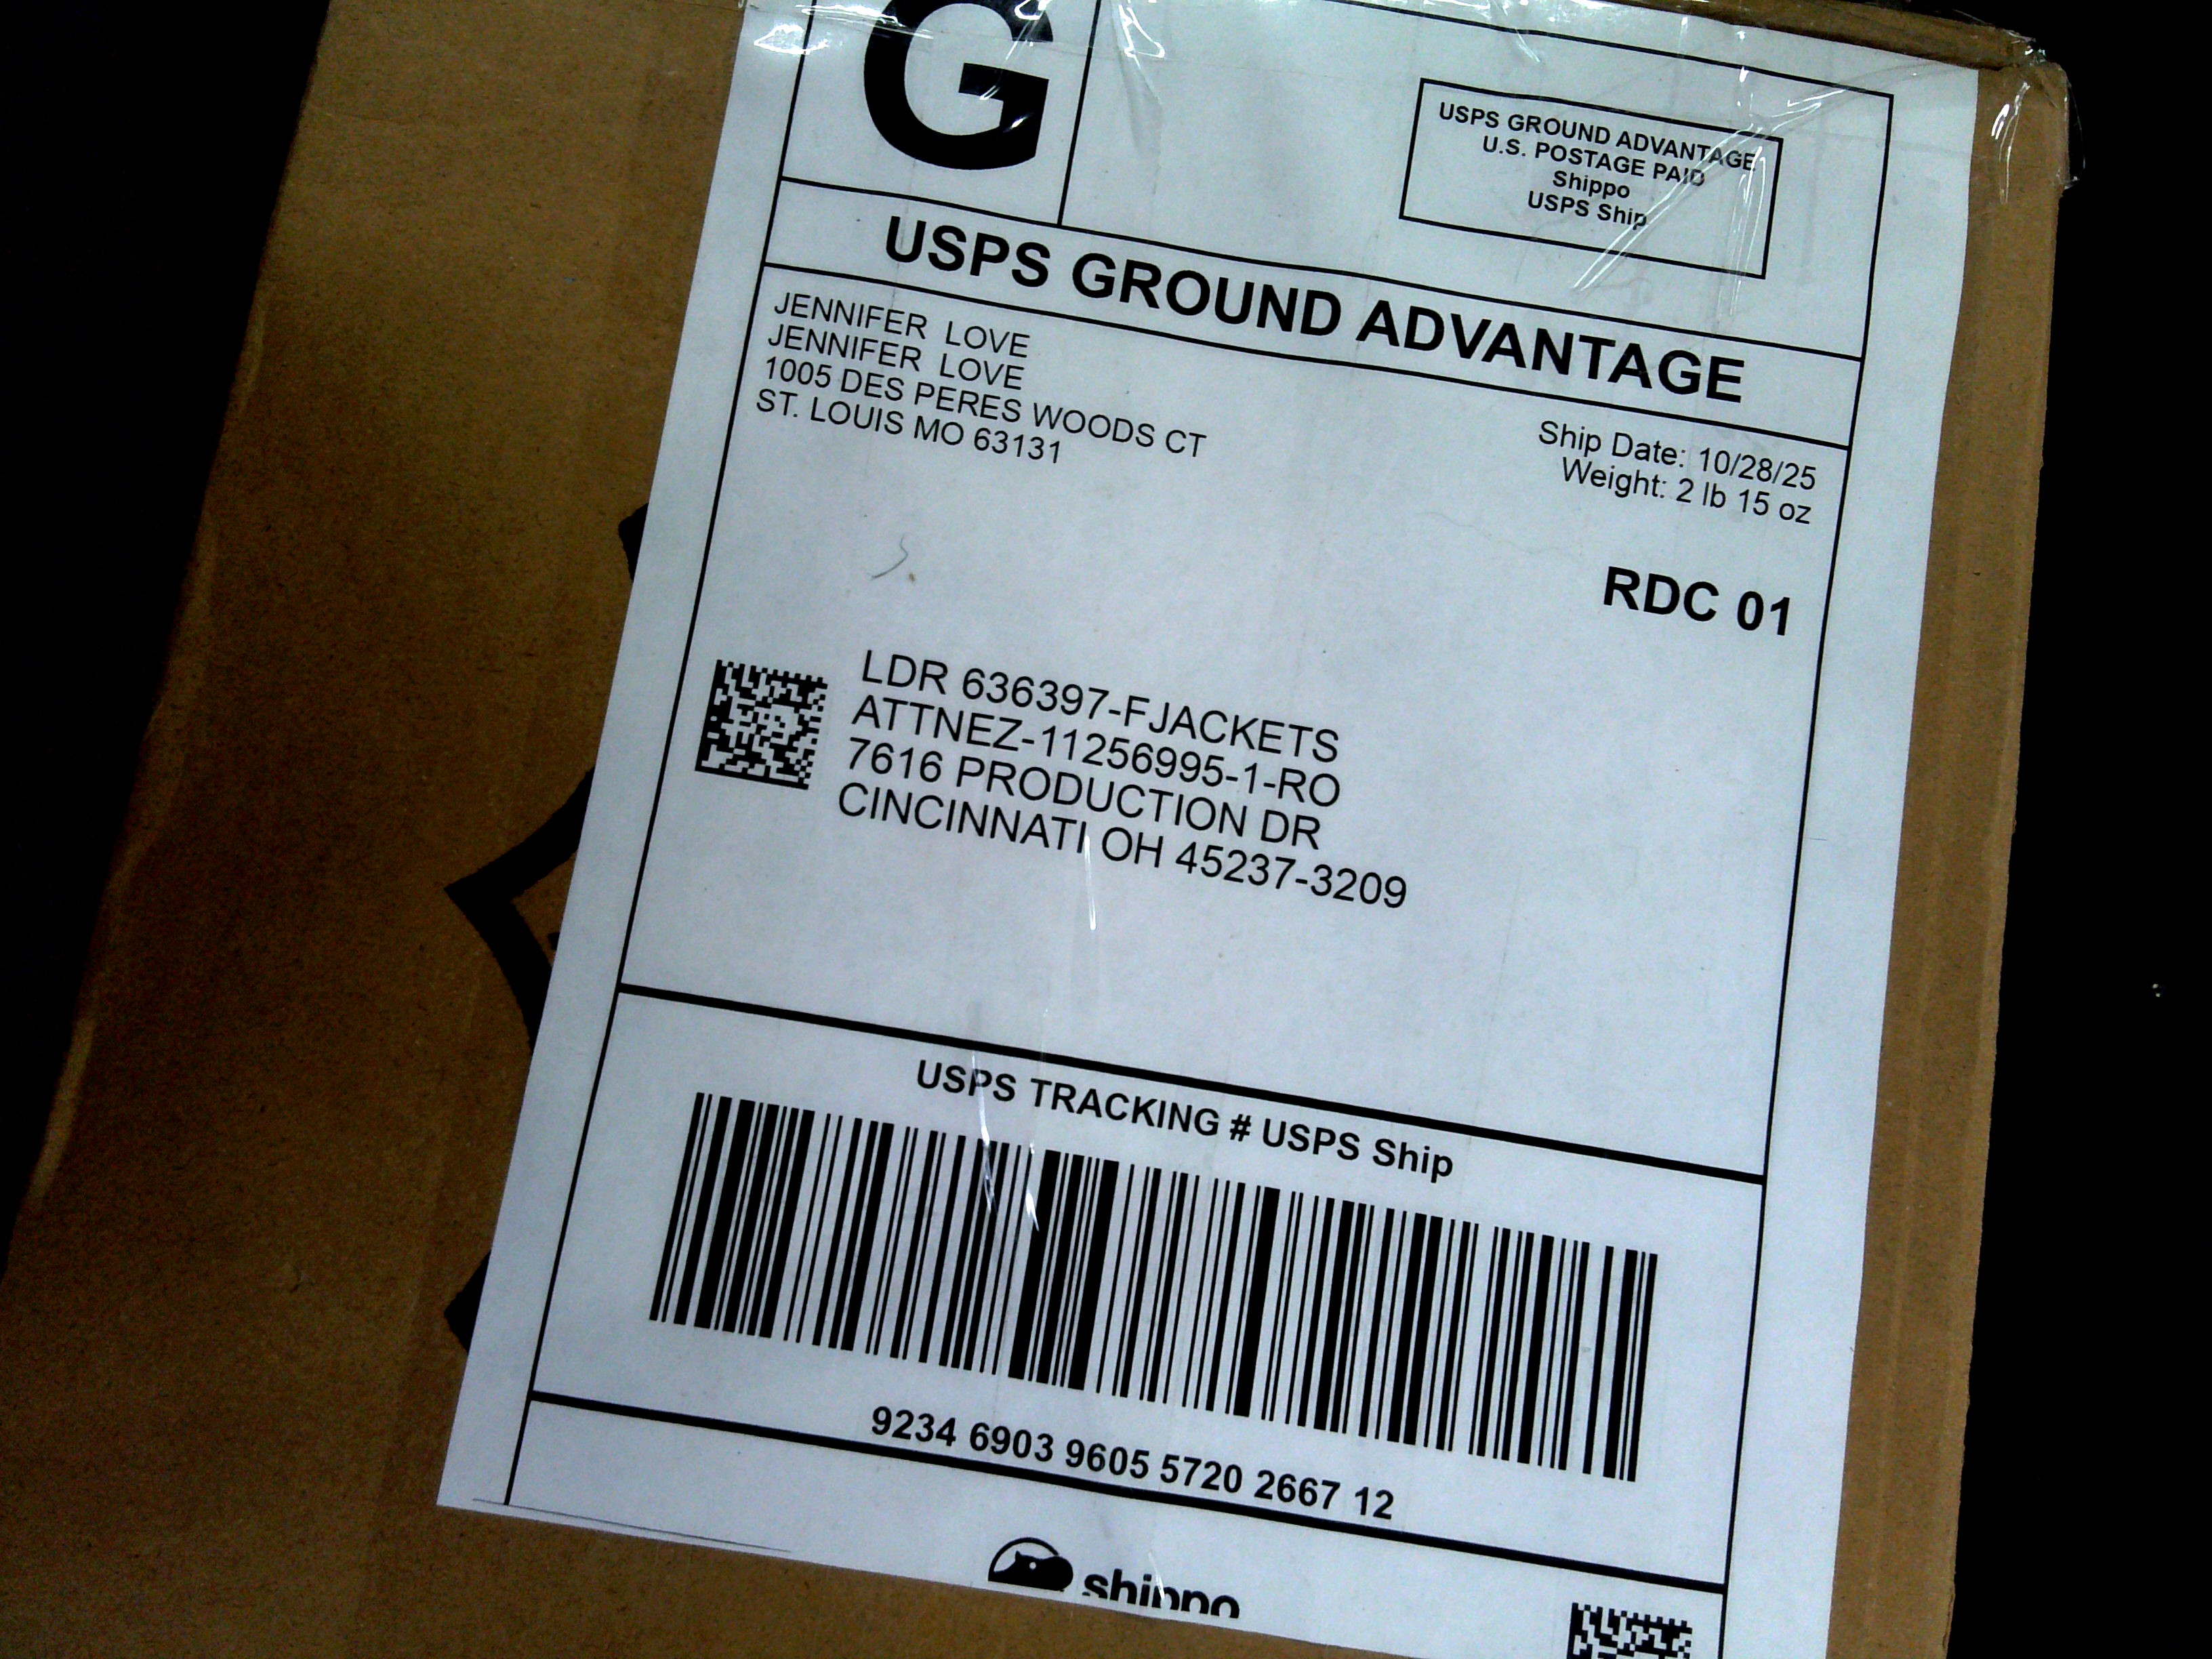 G
USPS GROUND ADVANTAGE
U.S. POSTAGE PAID
Shippo
USPS Ship
USPS GROUND ADVANTAGE
JENNIFER LOVE
JENNIFER LOVE
1005 DES PERES WOODS CT
ST. LOUIS MO 63131
Ship Date: 10/28/25
Weight: 2 lb 15 oz
RDC 01
LDR 636397-FJACKETS
ATTNEZ-11256995-1-RO
7616 PRODUCTION DR
CINCINNATI OH 45237-3209
USPS TRACKING # USPS Ship
9234 6903 9605 5720 2667 12
shippo